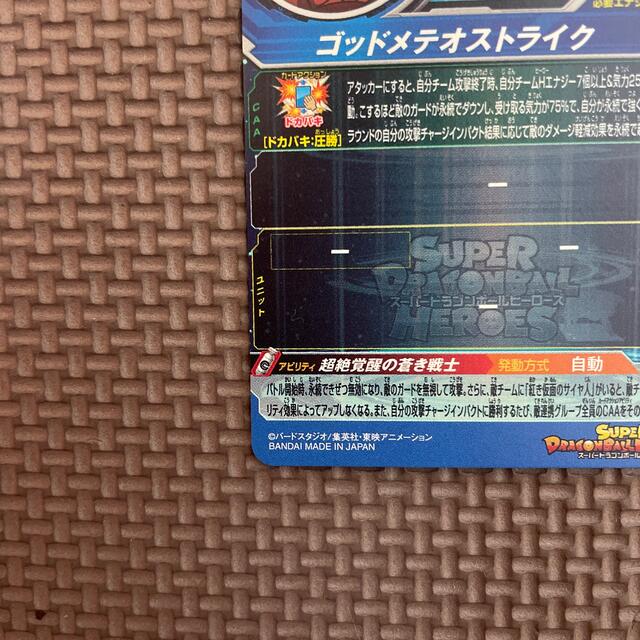 必要エナジ
ゴッドメテオストライク
カードアクション
ドカバキ
[ドカバキ:圧勝]
CAA
アタッカーにすると、自分チーム攻撃終了時、自分チームHエナジー7個以上&気力2
動。こするほど敵のガードが永続でダウンし、受け取る気力が75%で、自分が永続で
ラウンドの自分の攻撃チャージインパクト結果に応じて敵のダメージ軽減効果を永続で
ユニット
SUPER
DRAGONBALL
スーパードラゴンボールヒーローズ
HEROES
アビリティ 超絶覚醒の蒼き戦士 発動方式 自動
バトル開始時、永続できぜつ無効になり、敵のガードを無視して攻撃。さらに、敵チームに「紅き仮面のサイヤ人」がいると、敵
リティ効果によってアップしなくなる。また、自分の攻撃チャージインパクトに勝利するたび、敵連携グループ全員のCAAをそ
©バードスタジオ/集英社・東映アニメーション
BANDAI MADE IN JAPAN
SUPER
DRAGONBALL
スーパードラゴンボール